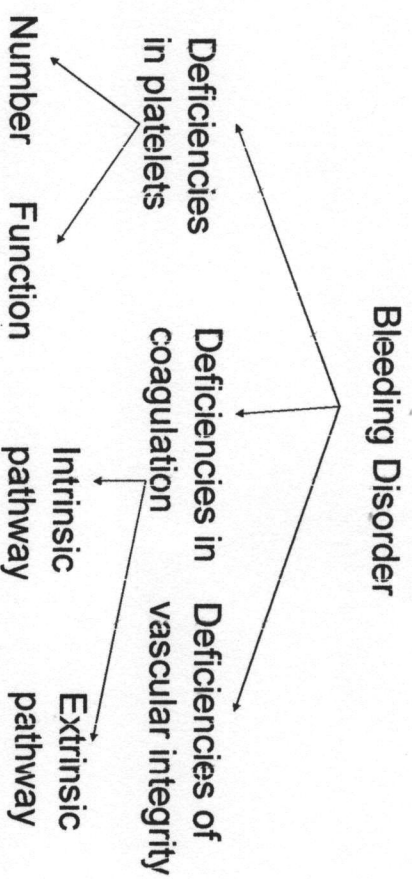 Bleeding Disorder
Deficiencies
in platelets
Deficiencies in
coagulation
Deficiencies of
vascular integrity
Number
Function
Intrinsic
pathway
Extrinsic
pathway